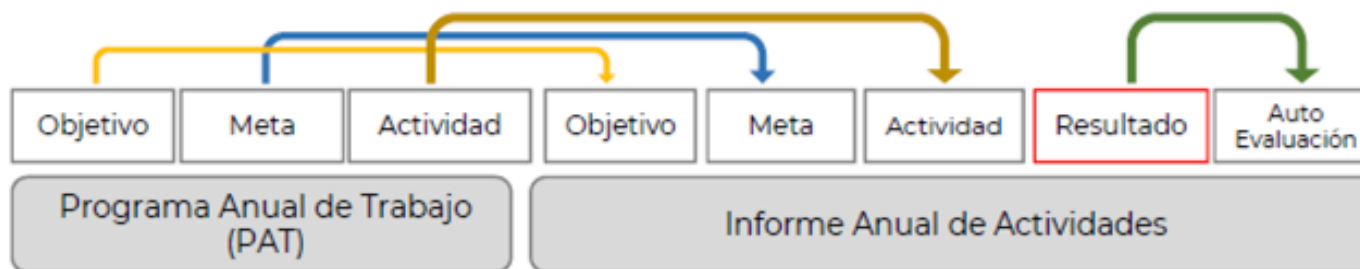 Objetivo
Meta
Actividad
Objetivo
Meta
Actividad
Resultado
Auto
Evaluación
Programa Anual de Trabajo
(PAT)
Informe Anual de Actividades